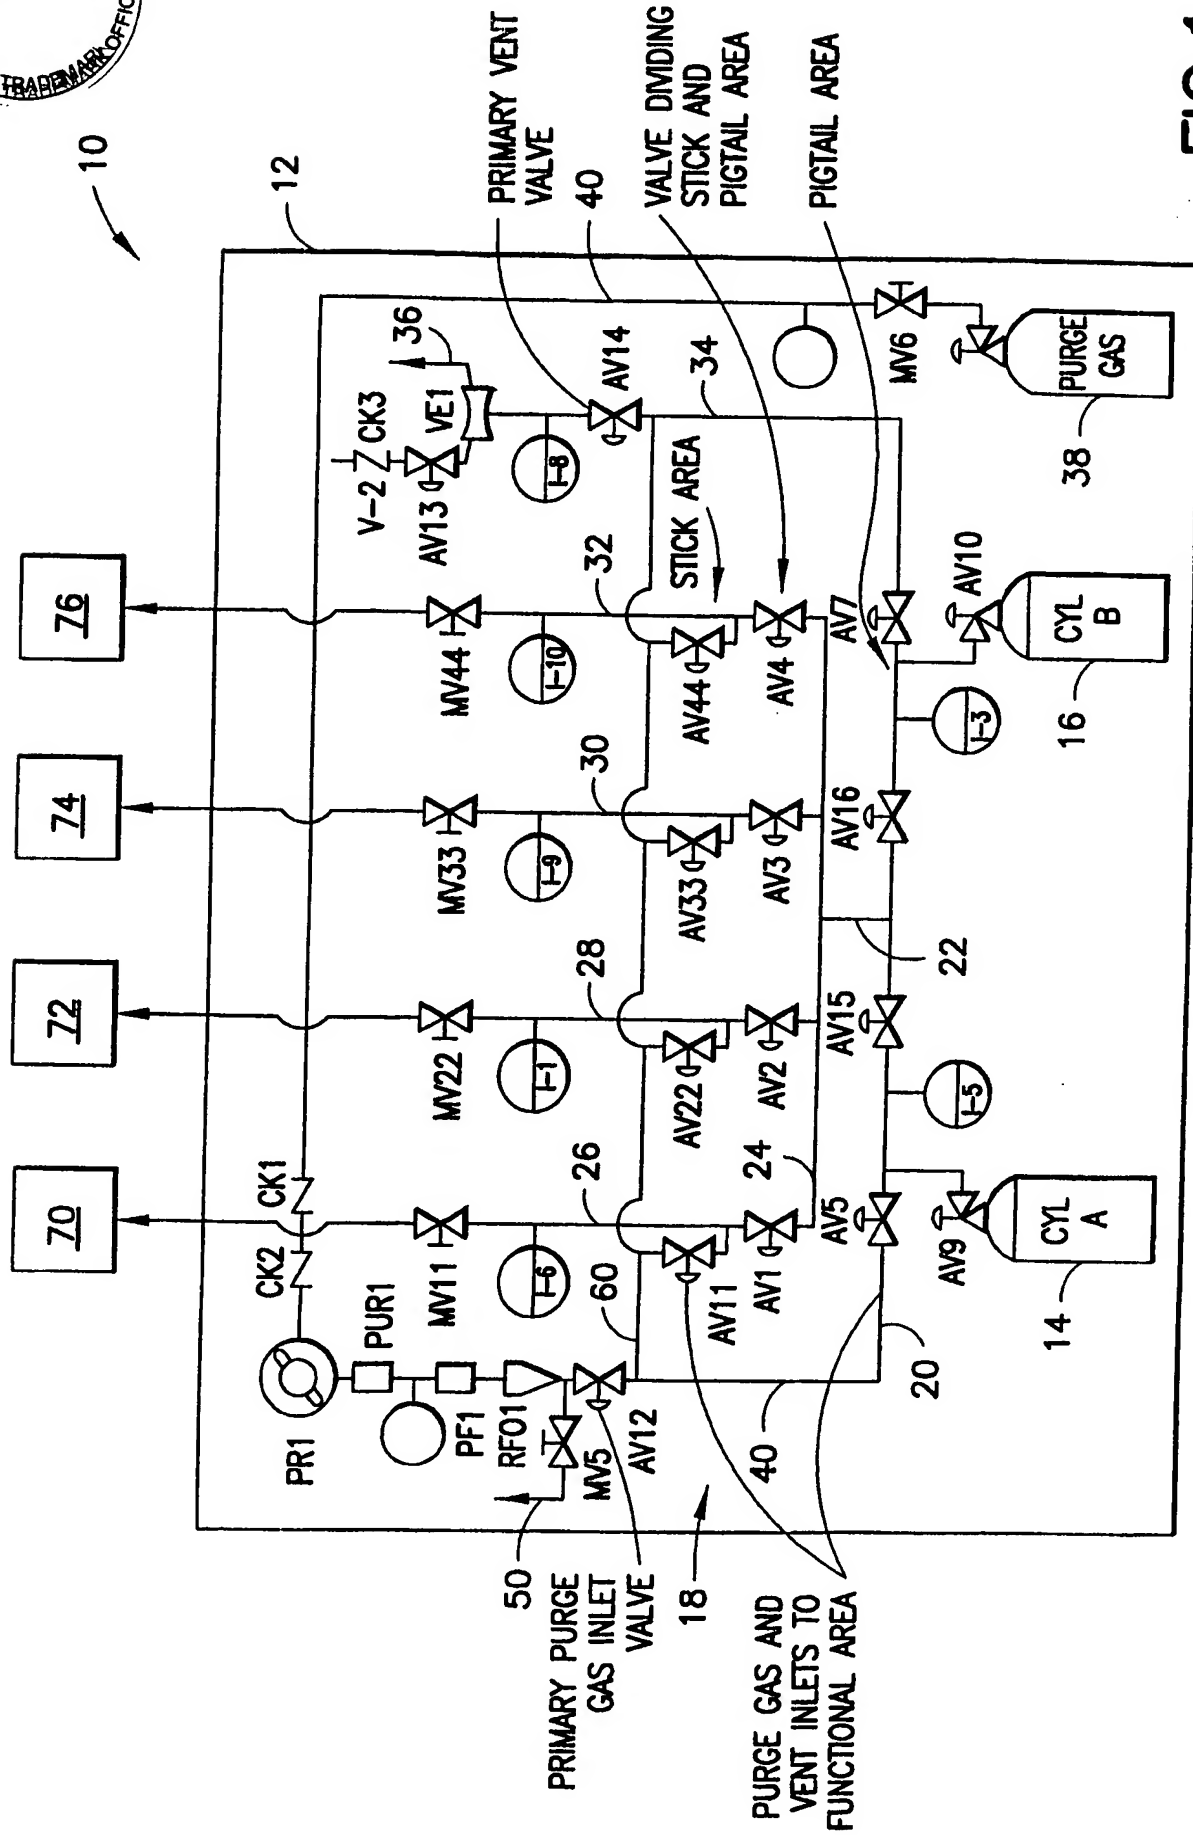 TRADEMARK OFFIC
10
12
70
72
74
76
CK2
CK1
PR1
PUR1
PF1
RF01
MV5
AV12
50
PRIMARY PURGE
GAS INLET
VALVE
18
PURGE GAS AND
VENT INLETS TO
FUNCTIONAL AREA
MV11
MV22
MV33
MV44
I-6
I-1
I-9
I-10
I-8
26
28
30
32
60
AV11
AV22
AV33
AV44
AV1
AV2
AV3
AV4
24
22
40
20
AV5
AV15
AV16
AV7
I-5
I-3
AV9
AV10
CYL
A
CYL
B
14
16
V-2
CK3
AV13
VE1
36
AV14
34
STICK AREA
PRIMARY VENT
VALVE
40
VALVE DIVIDING
STICK AND
PIGTAIL AREA
PIGTAIL AREA
MV6
PURGE
GAS
38